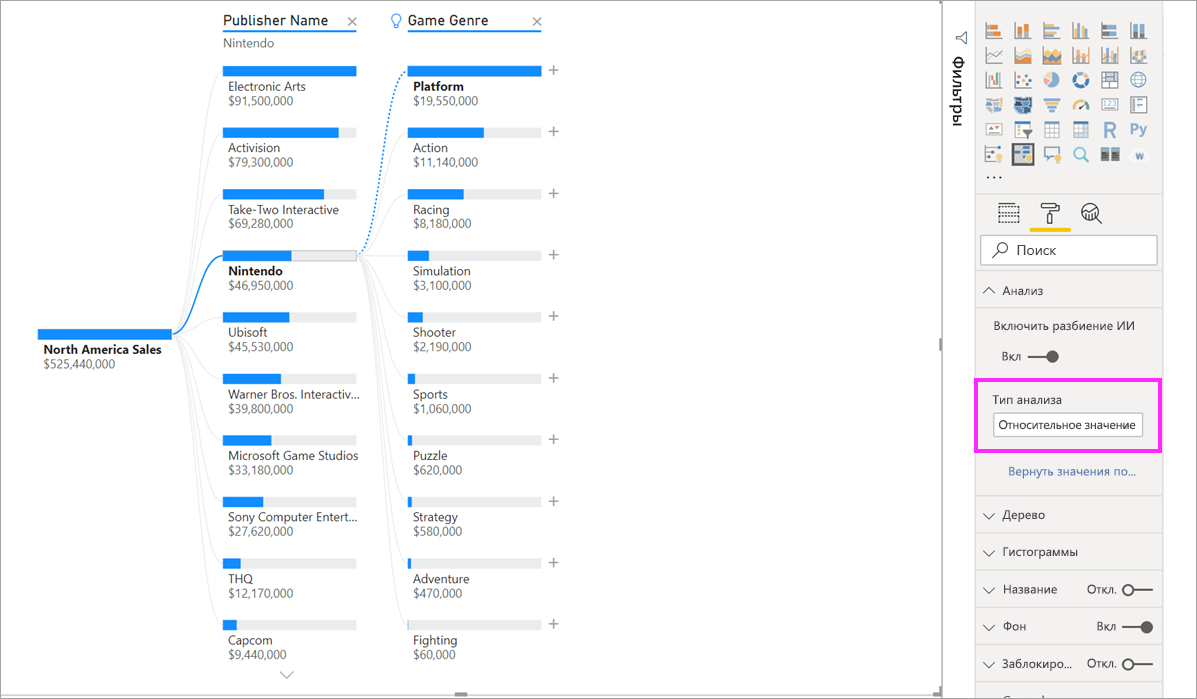 Publisher Name
Nintendo
Game Genre
North America Sales
$525,440,000
Electronic Arts
$91,500,000
Activision
$79,300,000
Take-Two Interactive
$69,280,000
Nintendo
$46,950,000
Ubisoft
$45,530,000
Warner Bros. Interactiv...
$39,800,000
Microsoft Game Studios
$33,180,000
Sony Computer Entert...
$27,620,000
THQ
$12,170,000
Capcom
$9,440,000
Platform
$19,550,000
Action
$11,140,000
Racing
$8,180,000
Simulation
$3,100,000
Shooter
$2,190,000
Sports
$1,060,000
Puzzle
$620,000
Strategy
$580,000
Adventure
$470,000
Fighting
$60,000
Фильтры
123
R Py
W
...
Поиск
Анализ
Включить разбиение ИИ
Вкл
Тип анализа
Относительное значение
Вернуть значения по...
Дерево
Гистограммы
Название Откл.
Фон Вкл
Заблокиро... Откл.